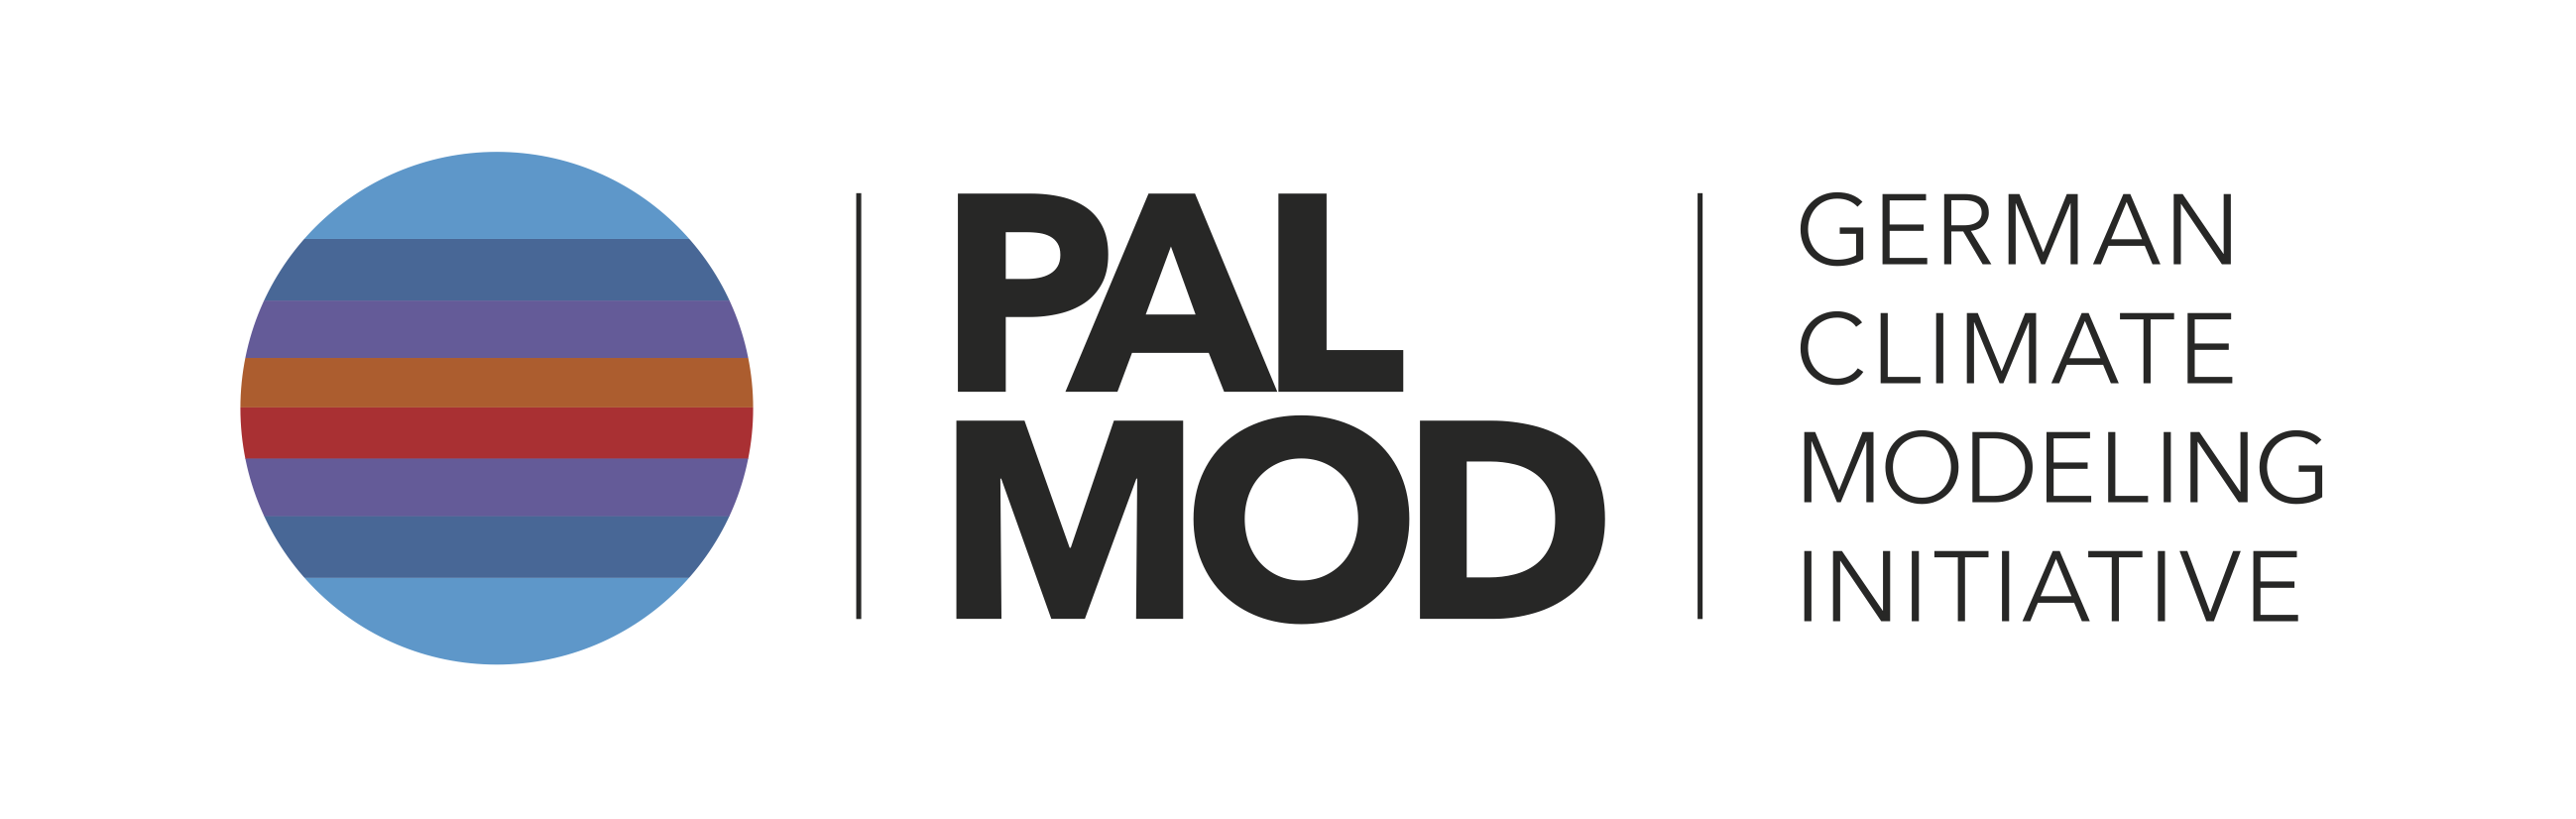 PAL
MOD
GERMAN
CLIMATE
MODELING
INITIATIVE